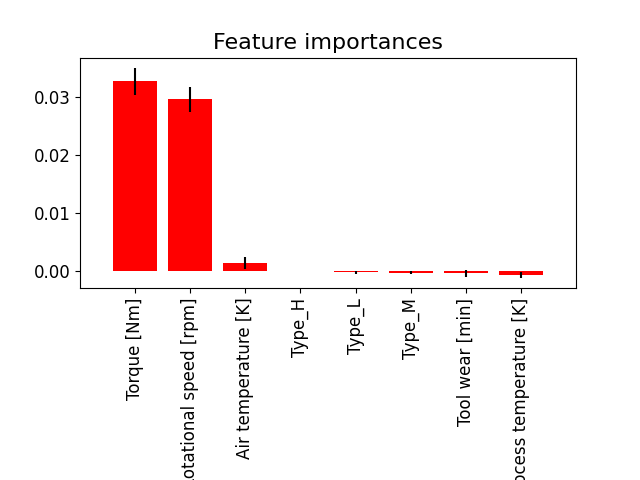 Feature importances
0.03
0.02
0.01
0.00
Torque [Nm]
otational speed [rpm]
Air temperature [K]
Type_H
Type_L
Type_M
Tool wear [min]
ocess temperature [K]